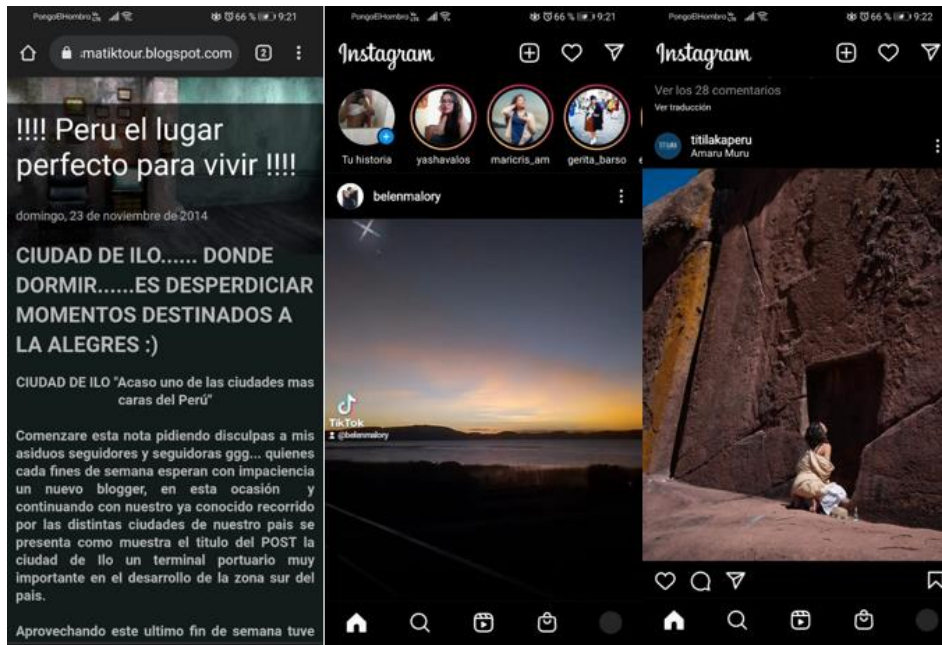 PongoElHombro
66 % 9:21
:matiktour.blogspot.com
2
!!!! Peru el lugar
perfecto para vivir !!!!
domingo, 23 de noviembre de 2014
CIUDAD DE ILO...... DONDE
DORMIR......ES DESPERDICIAR
MOMENTOS DESTINADOS A
LA ALEGRES :)
CIUDAD DE ILO "Acaso uno de las ciudades mas
caras del Perú"
Comenzare esta nota pidiendo disculpas a mis
asiduos seguidores y seguidoras ggg... quienes
cada fines de semana esperan con impaciencia
un nuevo blogger, en esta ocasión y
continuando con nuestro ya conocido recorrido
por las distintas ciudades de nuestro pais se
presenta como muestra el titulo del POST la
ciudad de Ilo un terminal portuario muy
importante en el desarrollo de la zona sur del
pais.
Aprovechando este ultimo fin de semana tuve
PongoElHombro
66 % 9:21
Instagram
Tu historia
yashavalos
maricris_am
gerita_barso
belenmalory
TikTok
@belenmalory
PongoElHombro
66 % 9:22
Instagram
Ver los 28 comentarios
Ver traducción
titilakaperu
Amaru Muru